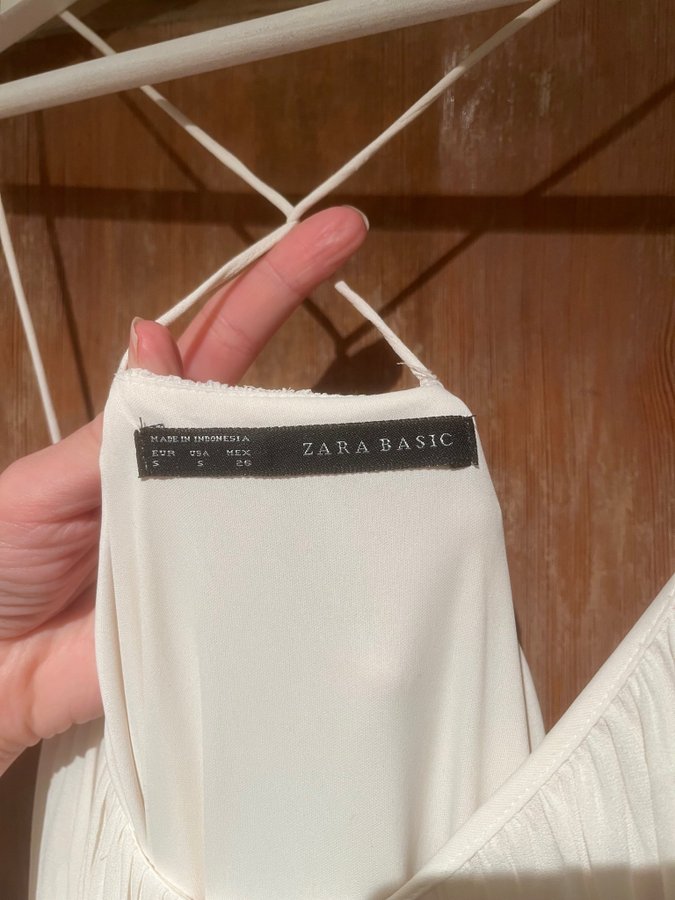 MADE IN INDONESIA
EUR USA MEX
S S 26
ZARA BASIC